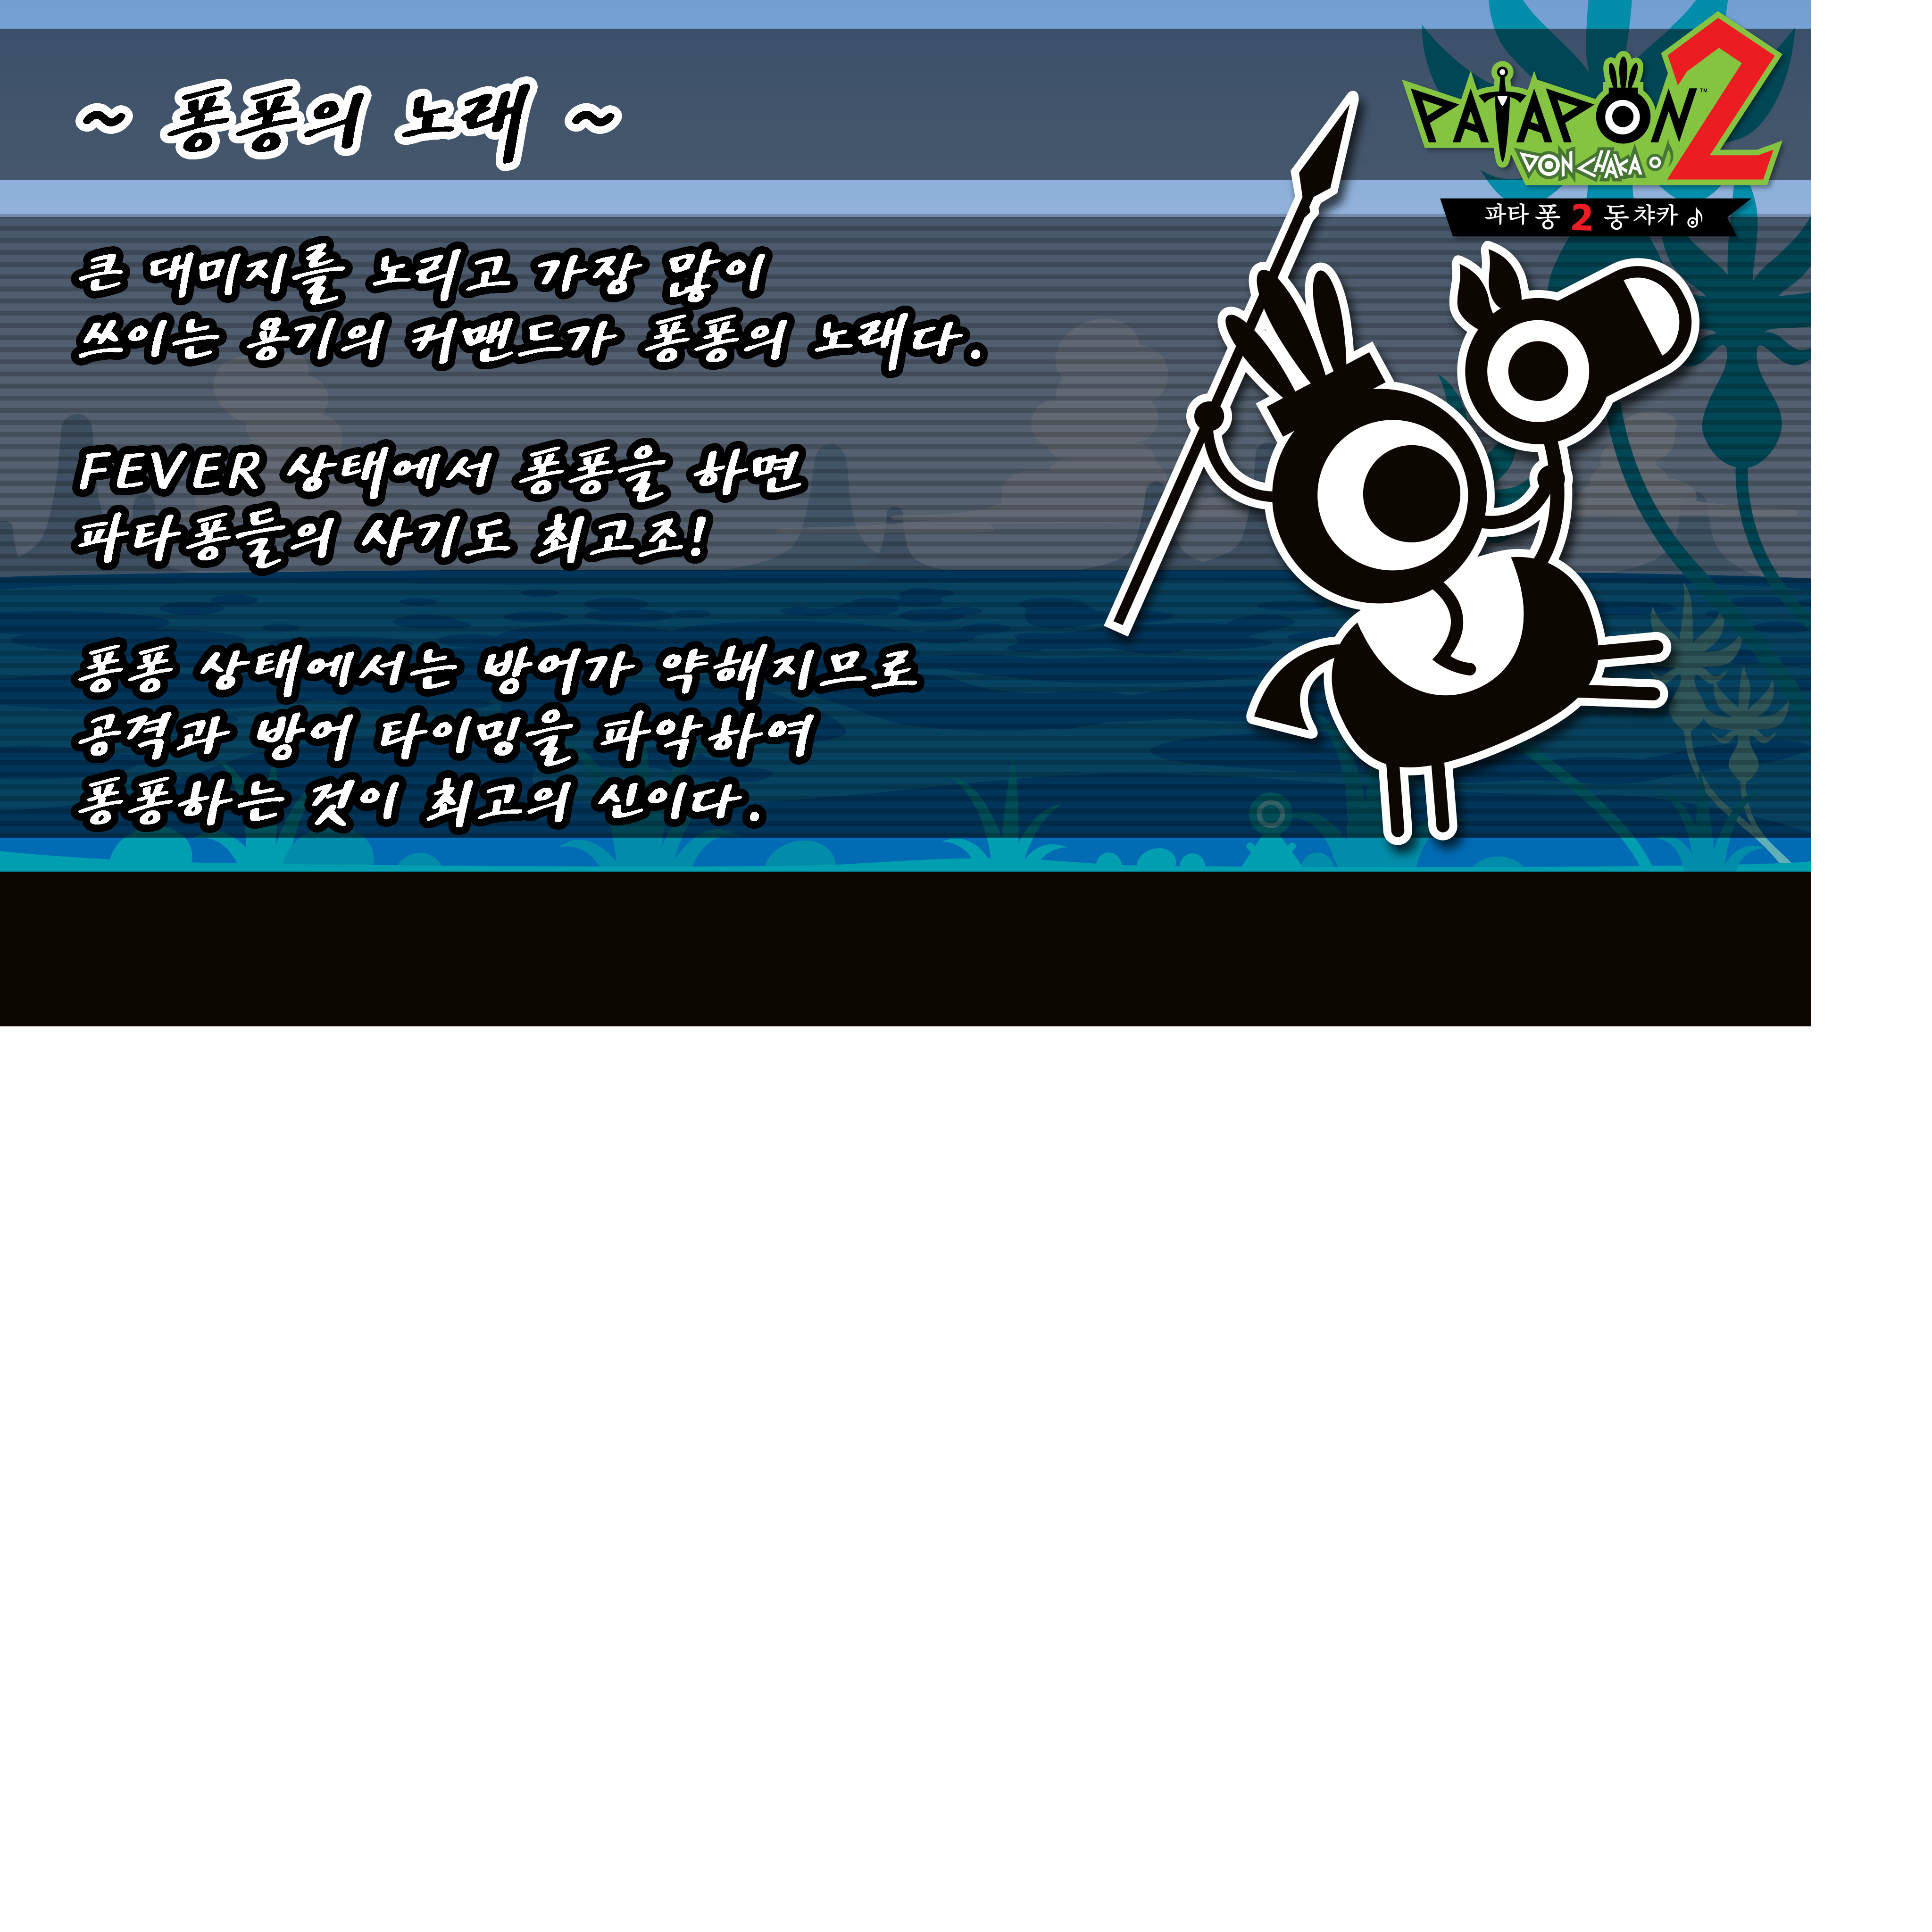 ~ 퐁퐁의 노래 ~
PATAPON 2 ™
DONCHAKA♪
파타퐁 2 동챠카 ♪
큰 대미지를 노리고 가장 많이
쓰이는 용기의 커맨드가 퐁퐁의 노래다.
FEVER 상태에서 퐁퐁을 하면
파타퐁들의 사기도 최고조!
퐁퐁 상태에서는 방어가 약해지므로
공격과 방어 타이밍을 파악하여
퐁퐁하는 것이 최고의 신이다.